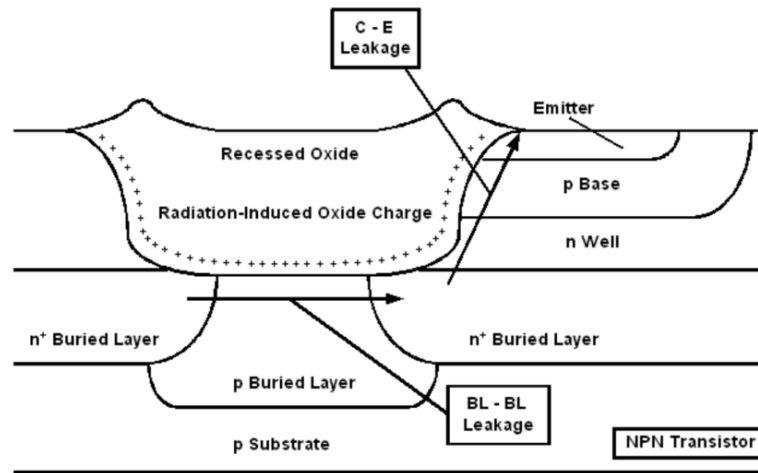 C - E
Leakage
Emitter
Recessed Oxide
p Base
Radiation-Induced Oxide Charge
n Well
n+ Buried Layer
n+ Buried Layer
p Buried Layer
BL - BL
Leakage
p Substrate
NPN Transistor